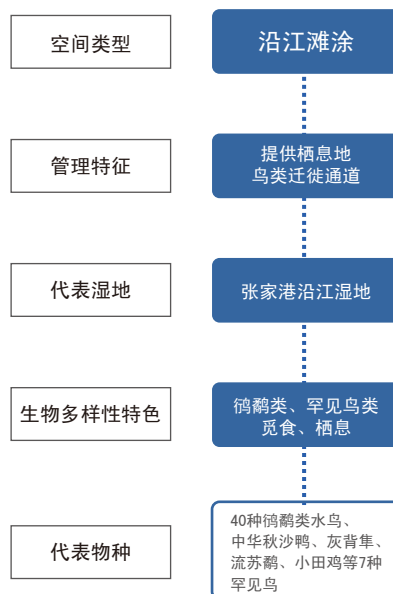 空间类型
沿江滩涂
管理特征
提供栖息地
鸟类迁徙通道
代表湿地
张家港沿江湿地
生物多样性特色
鸻鹬类、罕见鸟类
觅食、栖息
代表物种
40种鸻鹬类水鸟、
中华秋沙鸭、灰背隼、
流苏鹬、小田鸡等7种
罕见鸟